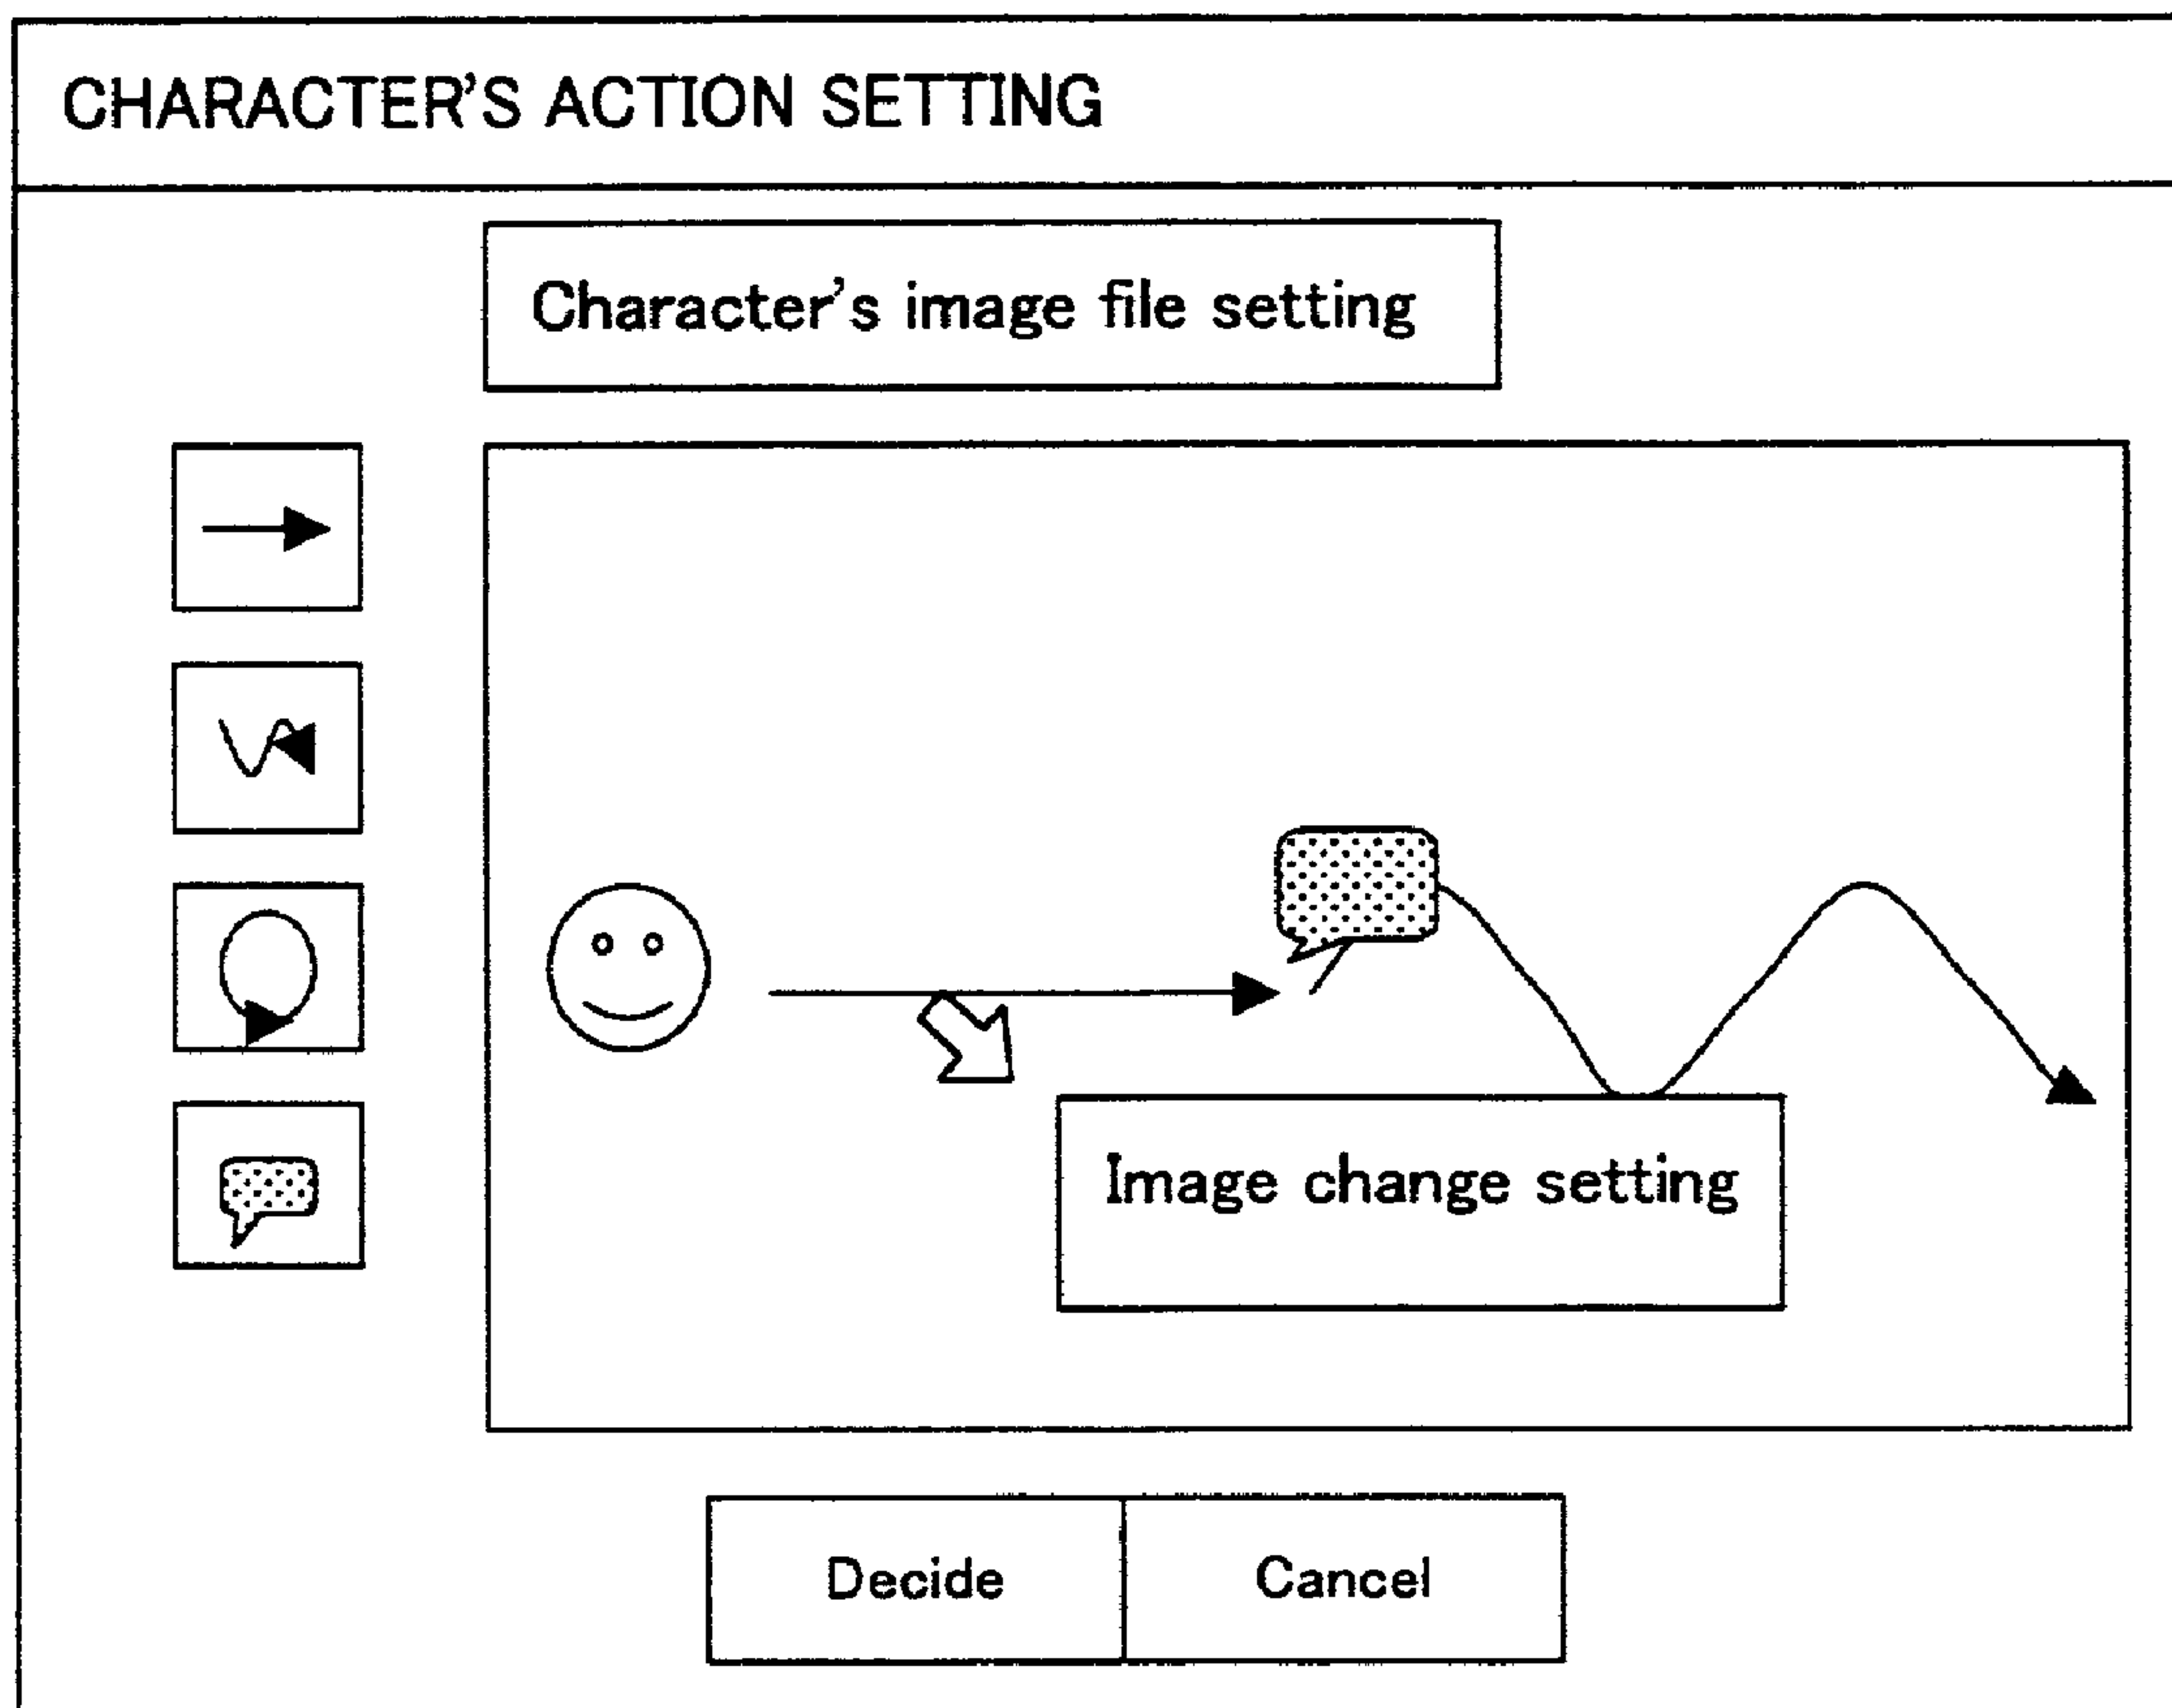 CHARACTER'S ACTION SETTING
Character's image file setting
Image change setting
Decide
Cancel